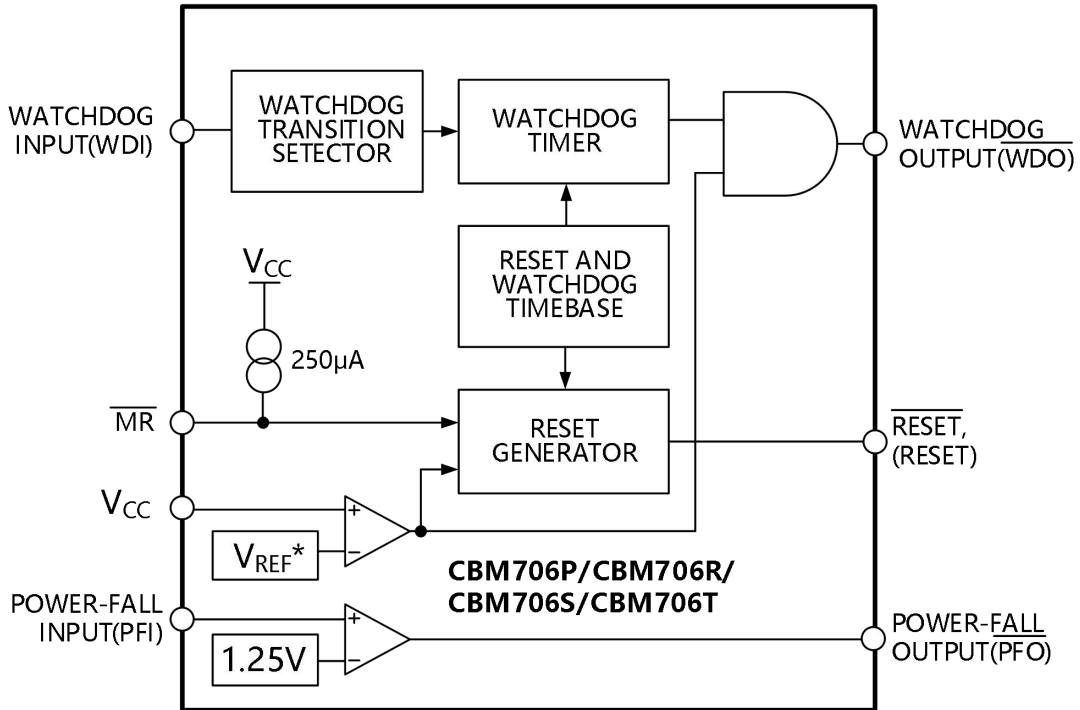 WATCHDOG
INPUT(WDI)
WATCHDOG
TRANSITION
SETECTOR
WATCHDOG
TIMER
WATCHDOG
OUTPUT(WDO)
RESET AND
WATCHDOG
TIMEBASE
VCC
250μA
MR
RESET
GENERATOR
RESET,
(RESET)
VCC
+
−
VREF*
CBM706P/CBM706R/
CBM706S/CBM706T
POWER-FALL
INPUT(PFI)
+
−
1.25V
POWER-FALL
OUTPUT(PFO)